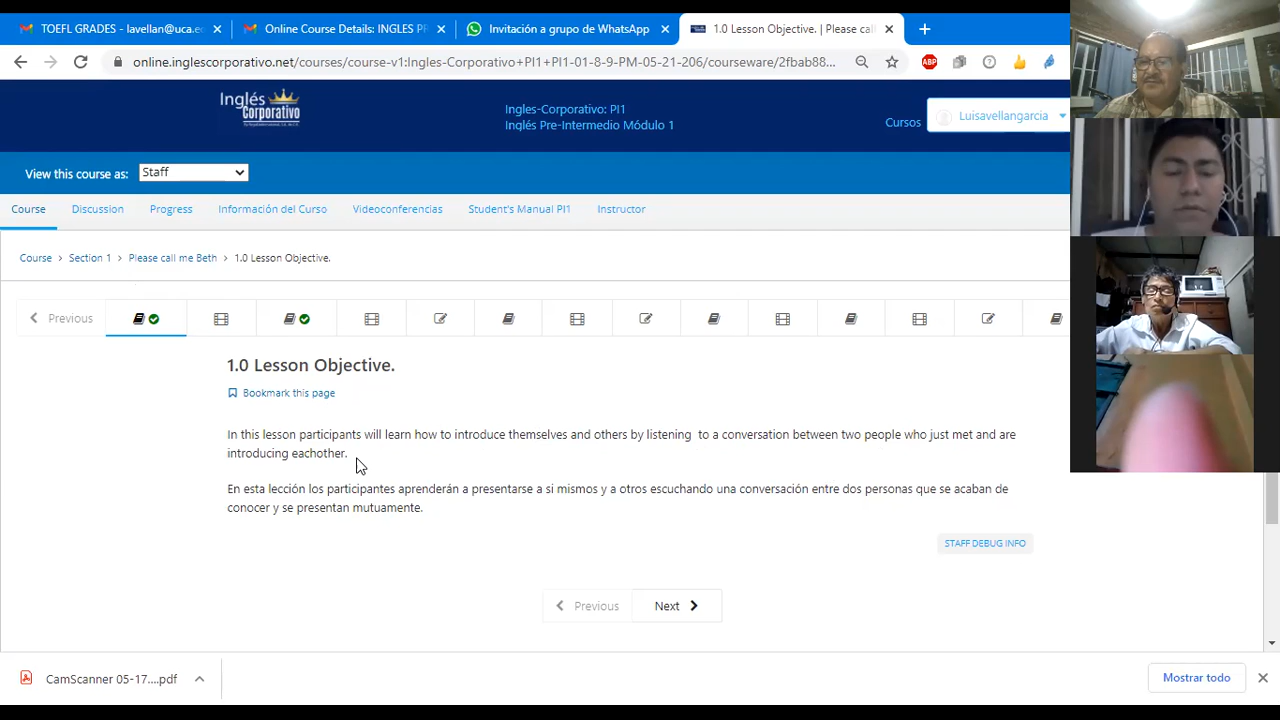 TOEFL GRADES - lavellan@uca.ec
Online Course Details: INGLES PR
Invitación a grupo de WhatsApp
1.0 Lesson Objective. | Please call
online.inglescorporativo.net/courses/course-v1:Ingles-Corporativo+PI1+PI1-01-8-9-PM-05-21-206/courseware/2fbab88...
ABP
Inglés
Corporativo
Ingles-Corporativo: PI1
Inglés Pre-Intermedio Módulo 1
Cursos
Luisavellangarcia
View this course as:
Staff
Course
Discussion
Progress
Información del Curso
Videoconferencias
Student's Manual PI1
Instructor
Course > Section 1 > Please call me Beth > 1.0 Lesson Objective.
Previous
1.0 Lesson Objective.
Bookmark this page
In this lesson participants will learn how to introduce themselves and others by listening to a conversation between two people who just met and are
introducing eachother.
En esta lección los participantes aprenderán a presentarse a si mismos y a otros escuchando una conversación entre dos personas que se acaban de
conocer y se presentan mutuamente.
STAFF DEBUG INFO
Previous
Next
CamScanner 05-17....pdf
Mostrar todo